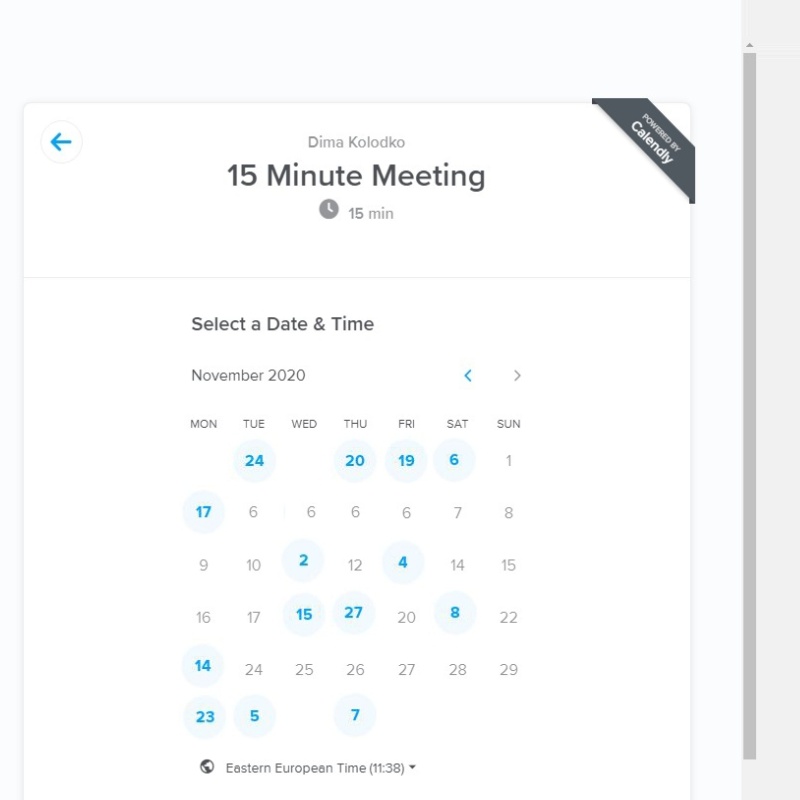 POWERED BY
Calendly
Dima Kolodko
15 Minute Meeting
15 min
Select a Date & Time
November 2020
MON TUE WED THU FRI SAT SUN
24 20 19 6 1
17 6 6 6 6 7 8
9 10 2 12 4 14 15
16 17 15 27 20 8 22
14 24 25 26 27 28 29
23 5 7
Eastern European Time (11:38)